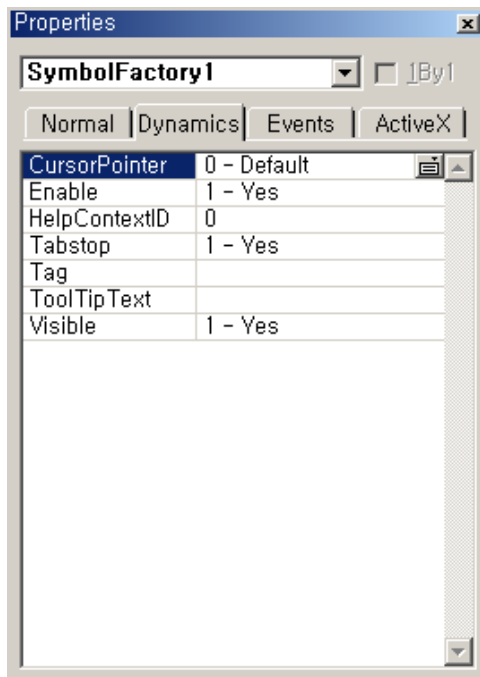 Properties
SymbolFactory1 1By1
Normal Dynamics Events ActiveX
CursorPointer 0 - Default
Enable 1 - Yes
HelpContextID 0
Tabstop 1 - Yes
Tag
ToolTipText
Visible 1 - Yes